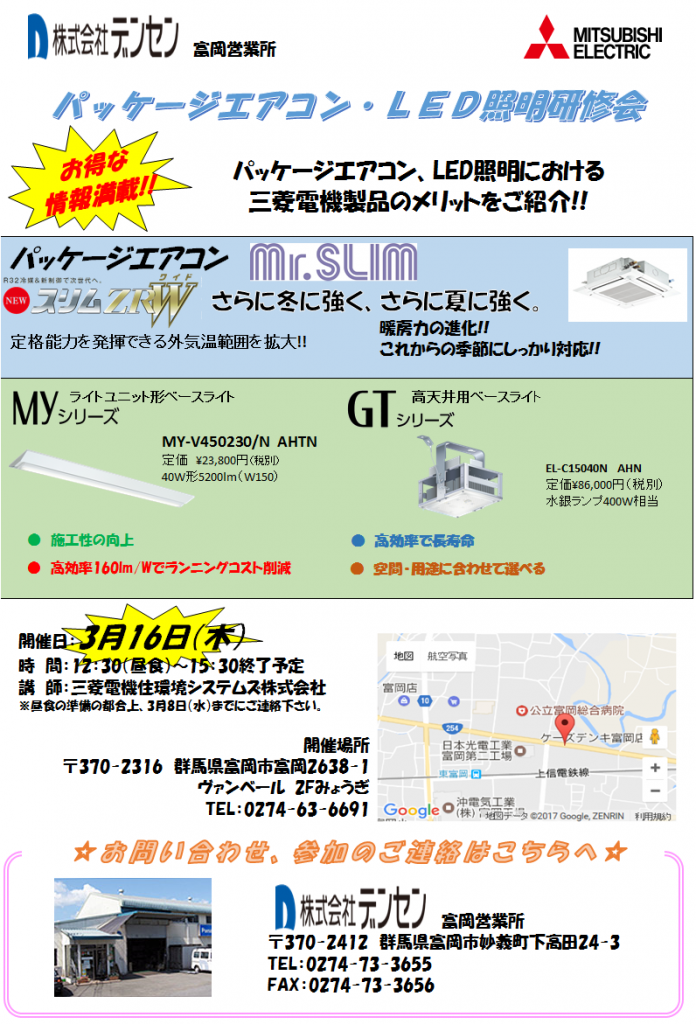 株式会社デンセン 富岡営業所
MITSUBISHI
ELECTRIC
パッケージエアコン・LED照明研修会
お得な
情報満載!!
パッケージエアコン、LED照明における
三菱電機製品のメリットをご紹介!!
パッケージエアコン Mr.SLIM
R32冷媒&新制御で次世代へ。
ワイド
NEW スリムZRW さらに冬に強く、さらに夏に強く。
暖房力の進化!!
定格能力を発揮できる外気温範囲を拡大!!
これからの季節にしっかり対応!!
MYシリーズ ライトユニット形ベースライト
MY-V450230/N AHTN
定価 ¥23,800円(税別)
40W形5200lm(W150)
● 施工性の向上
● 高効率160lm/Wでランニングコスト削減
GTシリーズ 高天井用ベースライト
EL-C15040N AHN
定価¥86,000円(税別)
水銀ランプ400W相当
● 高効率で長寿命
● 空間・用途に合わせて選べる
開催日:3月16日(木)
時 間:12:30(昼食)~15:30終了予定
講 師:三菱電機住環境システムズ株式会社
※昼食の準備の都合上、3月8日(水)までにご連絡下さい。
開催場所
〒370-2316 群馬県富岡市富岡2638-1
ヴァンベール 2Fみょうぎ
TEL:0274-63-6691
地図 航空写真
富岡店
10
公立富岡総合病院
254
ケーズデンキ富岡店
日本光電工業
富岡第二工場
東富岡
上信電鉄線
+
−
沖電気工業
(株)
Google
地図データ ©2017 Google, ZENRIN 利用規約
☆お問い合わせ、参加のご連絡はこちらへ☆
株式会社デンセン 富岡営業所
〒370-2412 群馬県富岡市妙義町下高田24-3
TEL:0274-73-3655
FAX:0274-73-3656